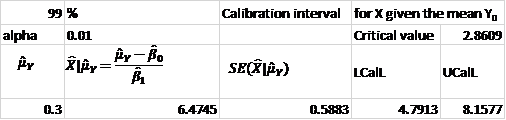 99 % Calibration interval for X given the mean Y₀
alpha 0.01 Critical value 2.8609
μ̂_Y X̂|μ̂_Y = (μ̂_Y − β̂₀) / β̂₁ SE(X̂|μ̂_Y) LCalL UCalL
0.3 6.4745 0.5883 4.7913 8.1577